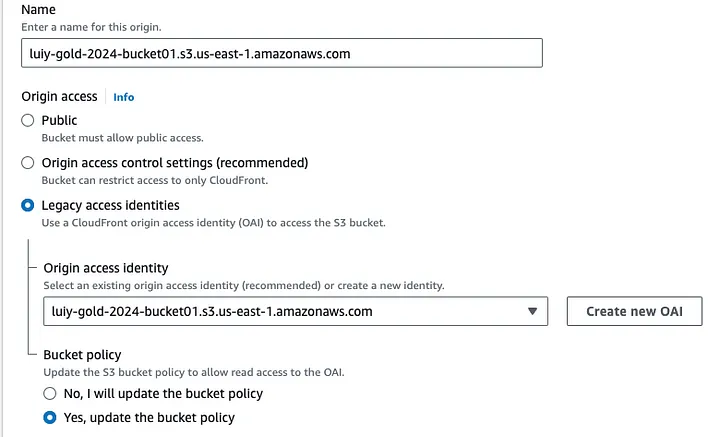 Name
Enter a name for this origin.
luiy-gold-2024-bucket01.s3.us-east-1.amazonaws.com
Origin access Info
Public
Bucket must allow public access.
Origin access control settings (recommended)
Bucket can restrict access to only CloudFront.
Legacy access identities
Use a CloudFront origin access identity (OAI) to access the S3 bucket.
Origin access identity
Select an existing origin access identity (recommended) or create a new identity.
luiy-gold-2024-bucket01.s3.us-east-1.amazonaws.com
Create new OAI
Bucket policy
Update the S3 bucket policy to allow read access to the OAI.
No, I will update the bucket policy
Yes, update the bucket policy